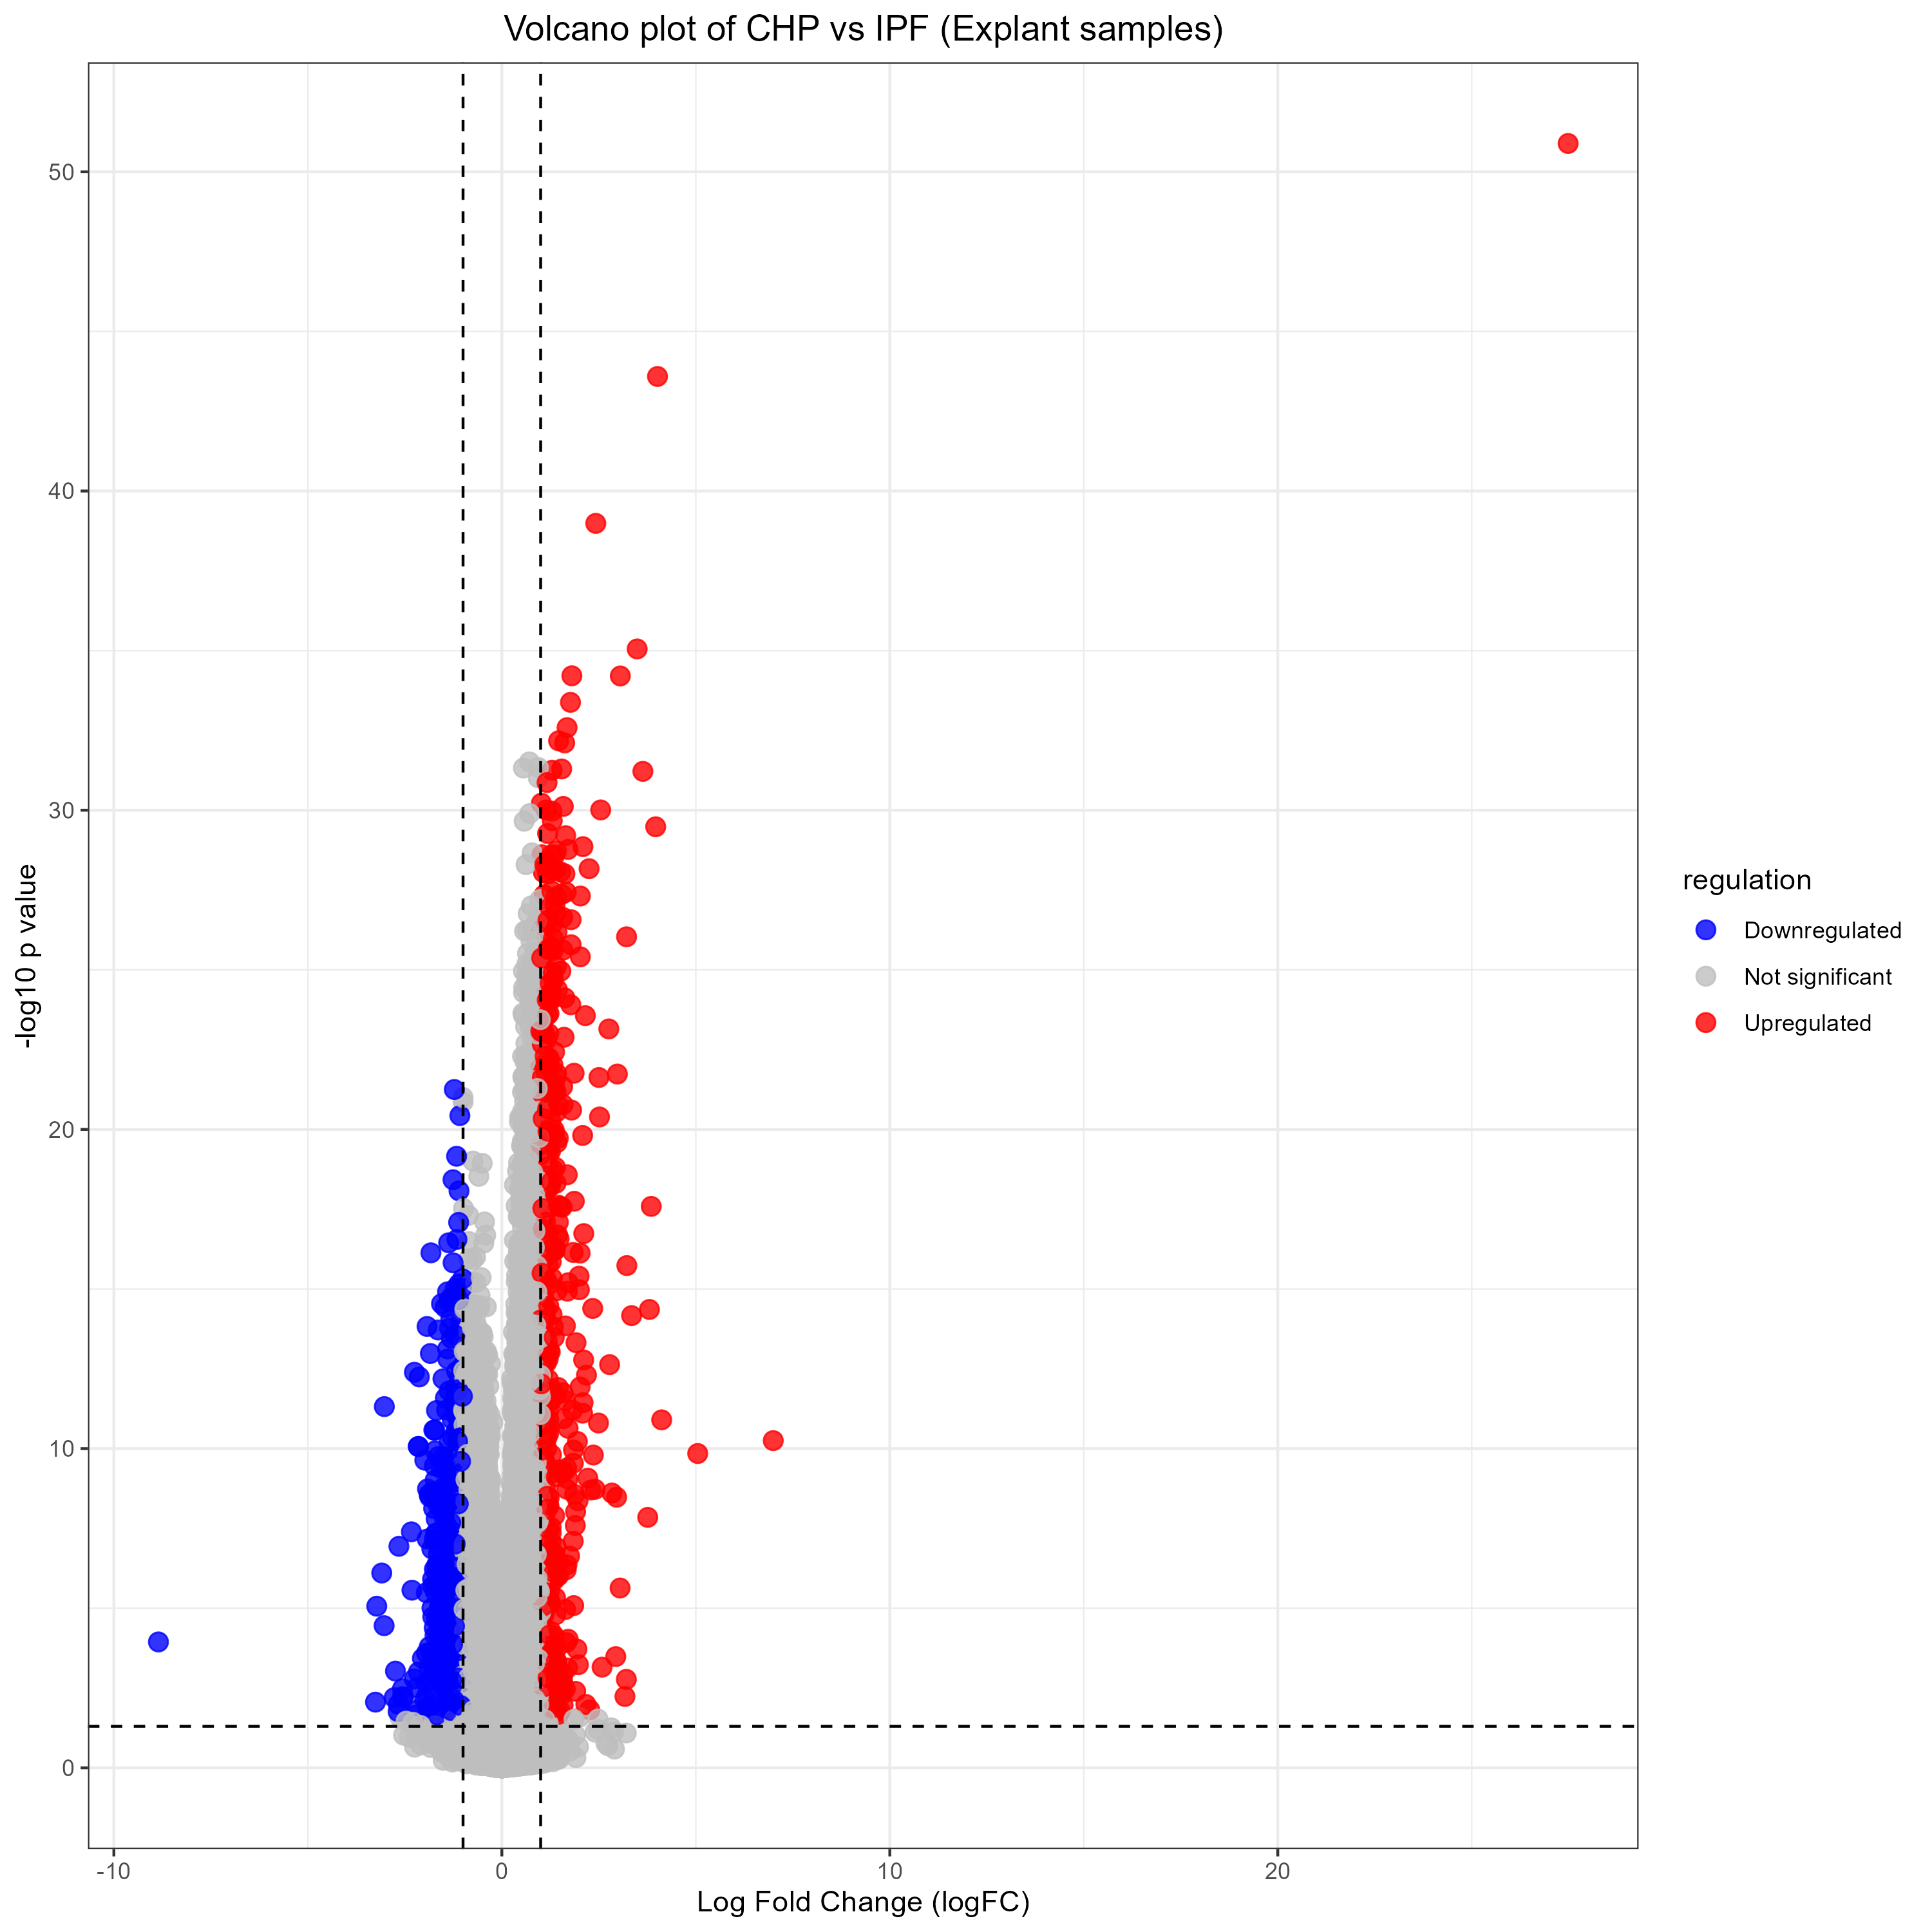 Volcano plot of CHP vs IPF (Explant samples)
50
40
30
20
10
0
-log10 p value
-10
0
10
20
Log Fold Change (logFC)
regulation
Downregulated
Not significant
Upregulated